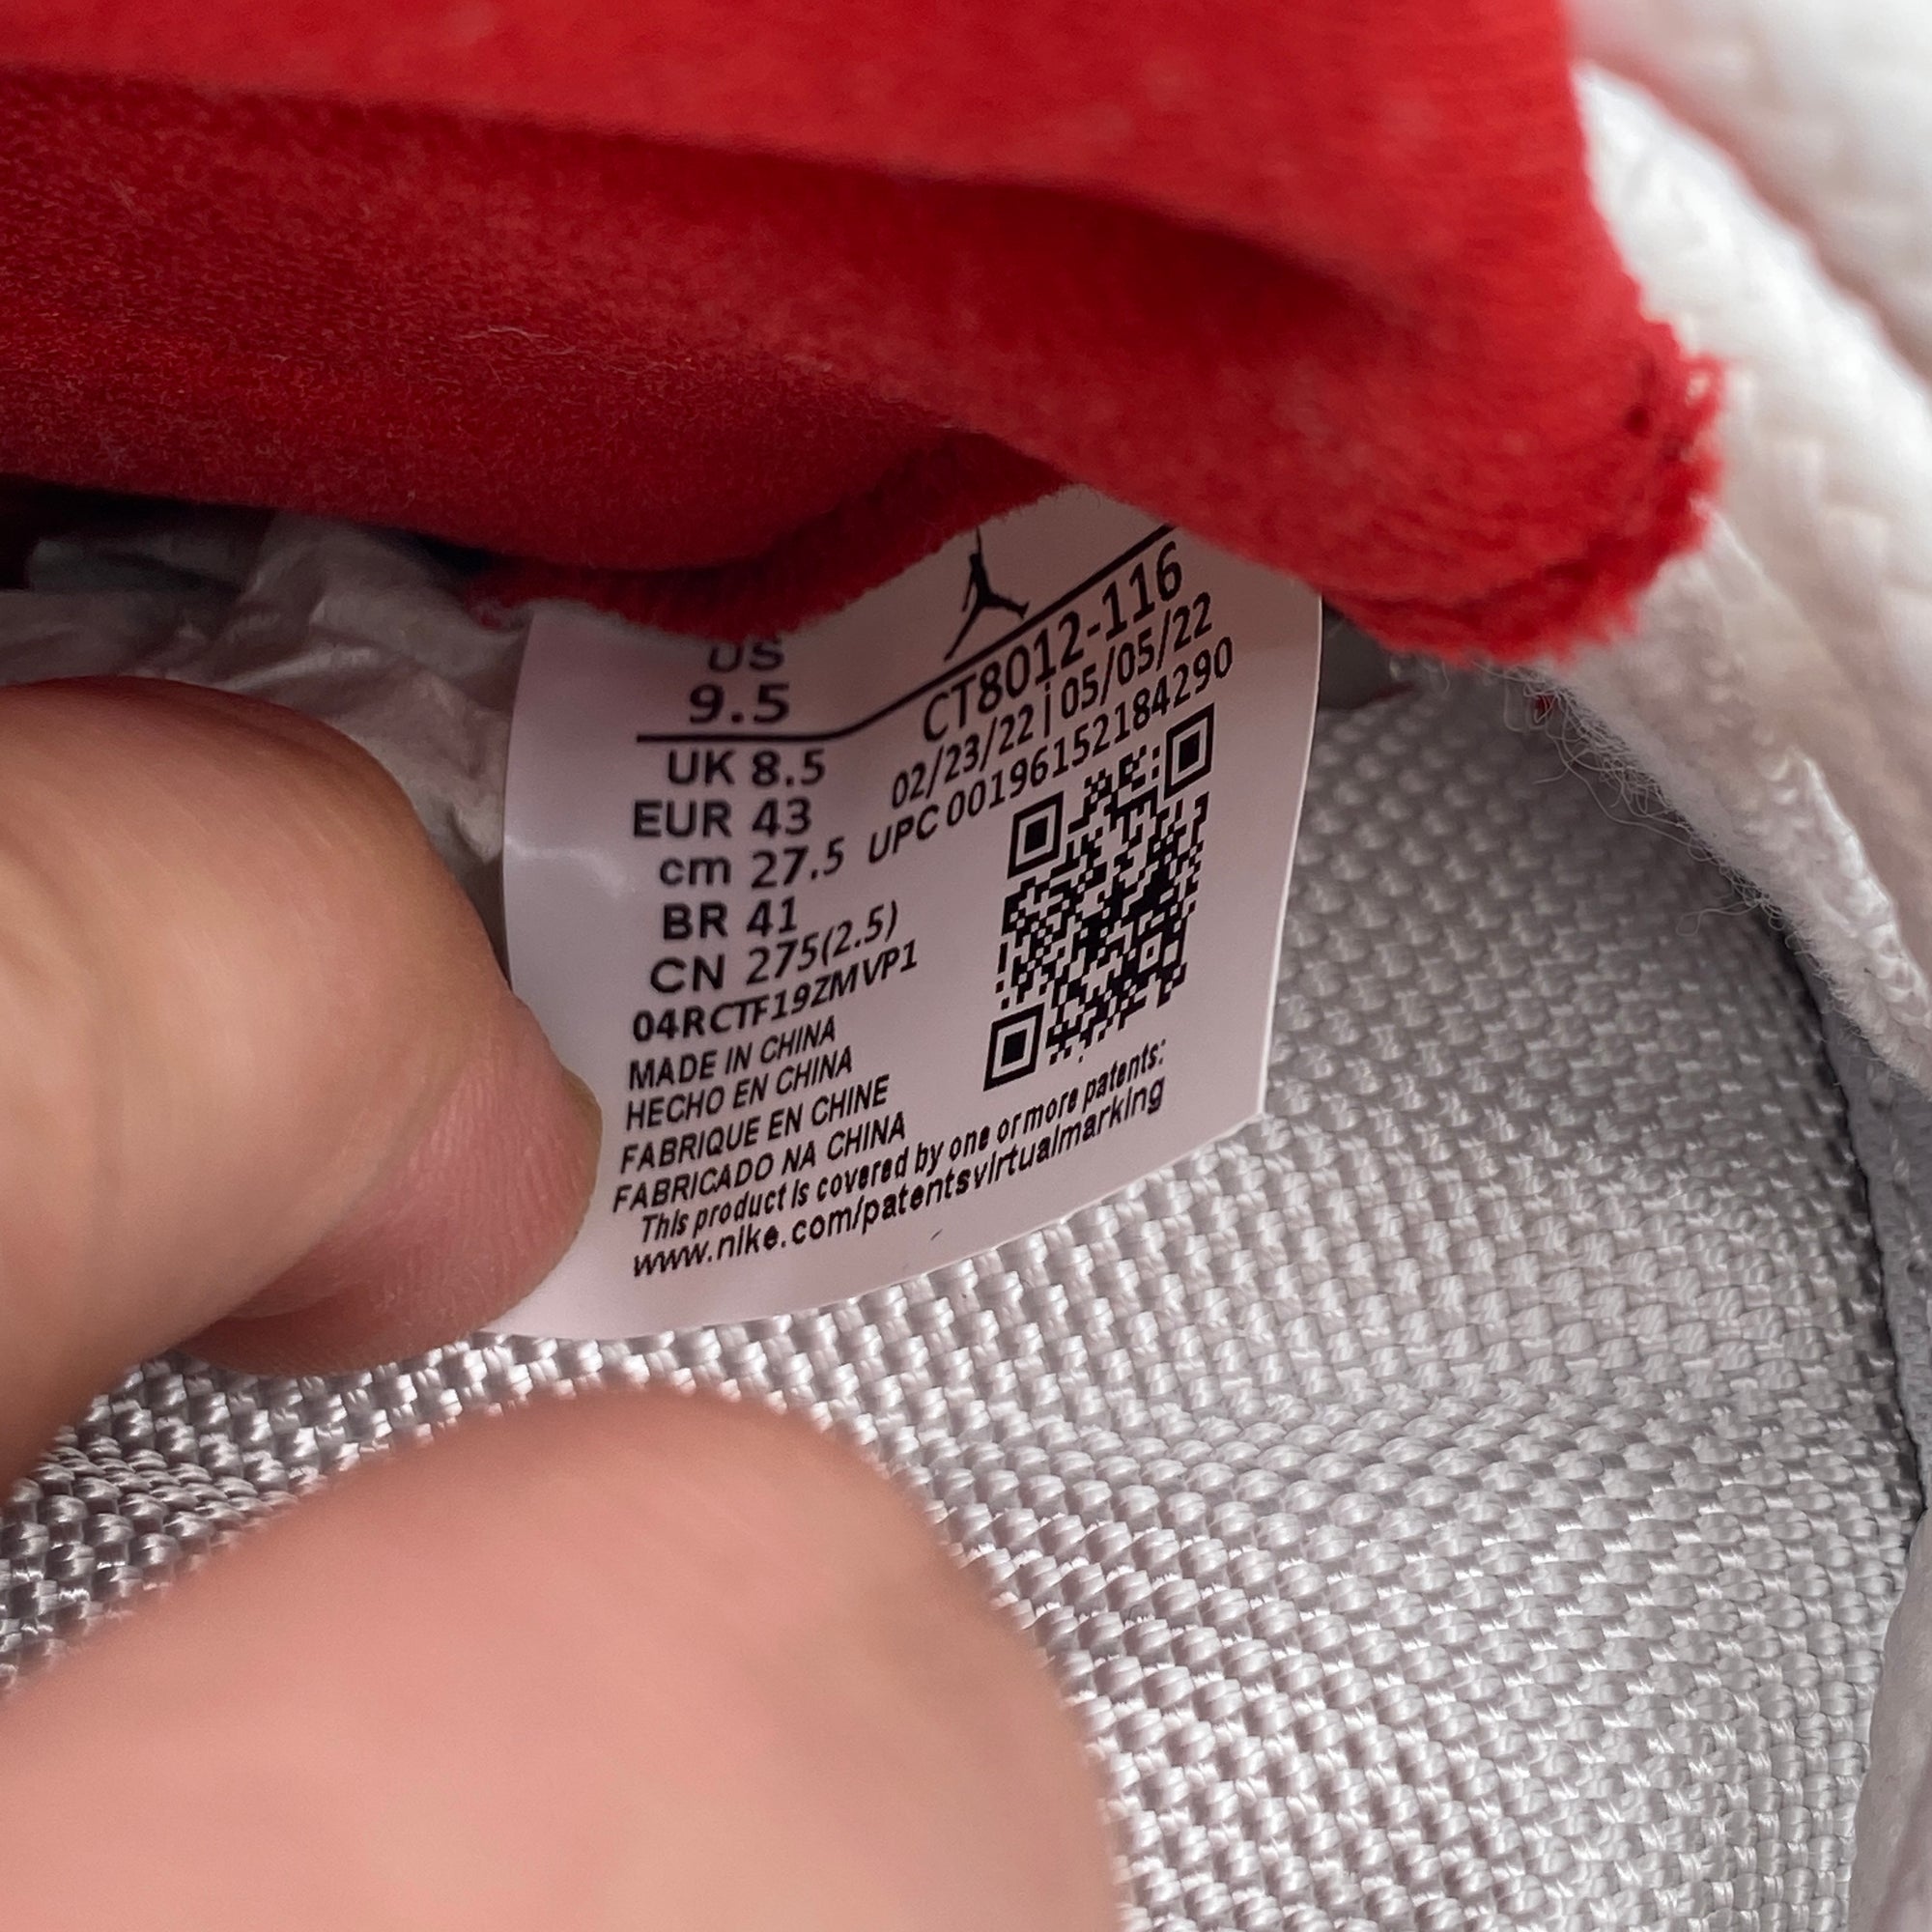 US
9.5
UK 8.5
EUR 43
cm 27.5
BR 41
CN 275(2.5)
04RCTF19ZMVP1
MADE IN CHINA
HECHO EN CHINA
FABRIQUE EN CHINE
FABRICADO NA CHINA
CT8012-116
02/23/22 | 05/05/22
UPC 00196152184290
This product is covered by one or more patents:
www.nike.com/patentsvirtualmarking